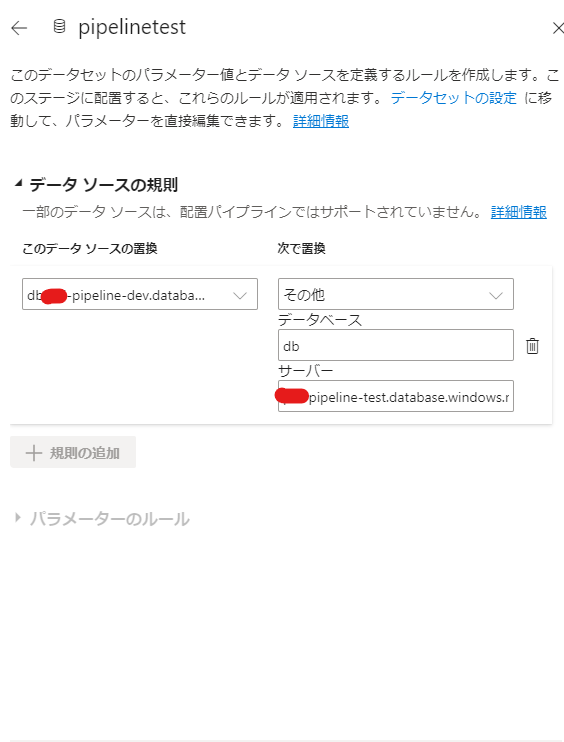 pipelinetest
このデータセットのパラメーター値とデータ ソースを定義するルールを作成します。こ
のステージに配置すると、これらのルールが適用されます。 データセットの設定 に移
動して、パラメーターを直接編集できます。 詳細情報
データ ソースの規則
一部のデータ ソースは、配置パイプラインではサポートされていません。 詳細情報
このデータ ソースの置換 次で置換
db -pipeline-dev.databa... その他
データベース
db
サーバー
pipeline-test.database.windows.
規則の追加
パラメーターのルール